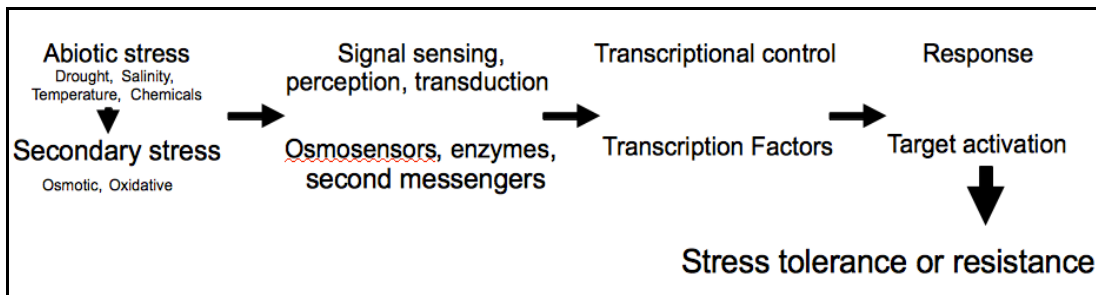 Abiotic stress
Drought, Salinity,
Temperature, Chemicals
Secondary stress
Osmotic, Oxidative
Signal sensing,
perception, transduction
Osmosensors, enzymes,
second messengers
Transcriptional control
Transcription Factors
Response
Target activation
Stress tolerance or resistance